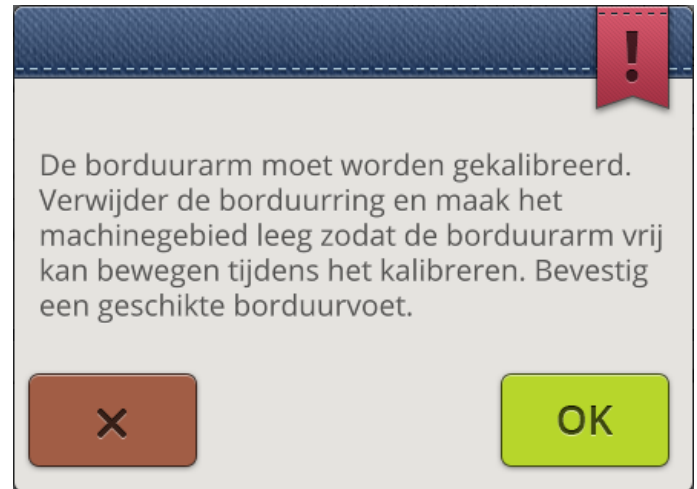 !
De borduurarm moet worden gekalibreerd.
Verwijder de borduurring en maak het
machinegebied leeg zodat de borduurarm vrij
kan bewegen tijdens het kalibreren. Bevestig
een geschikte borduurvoet.
OK